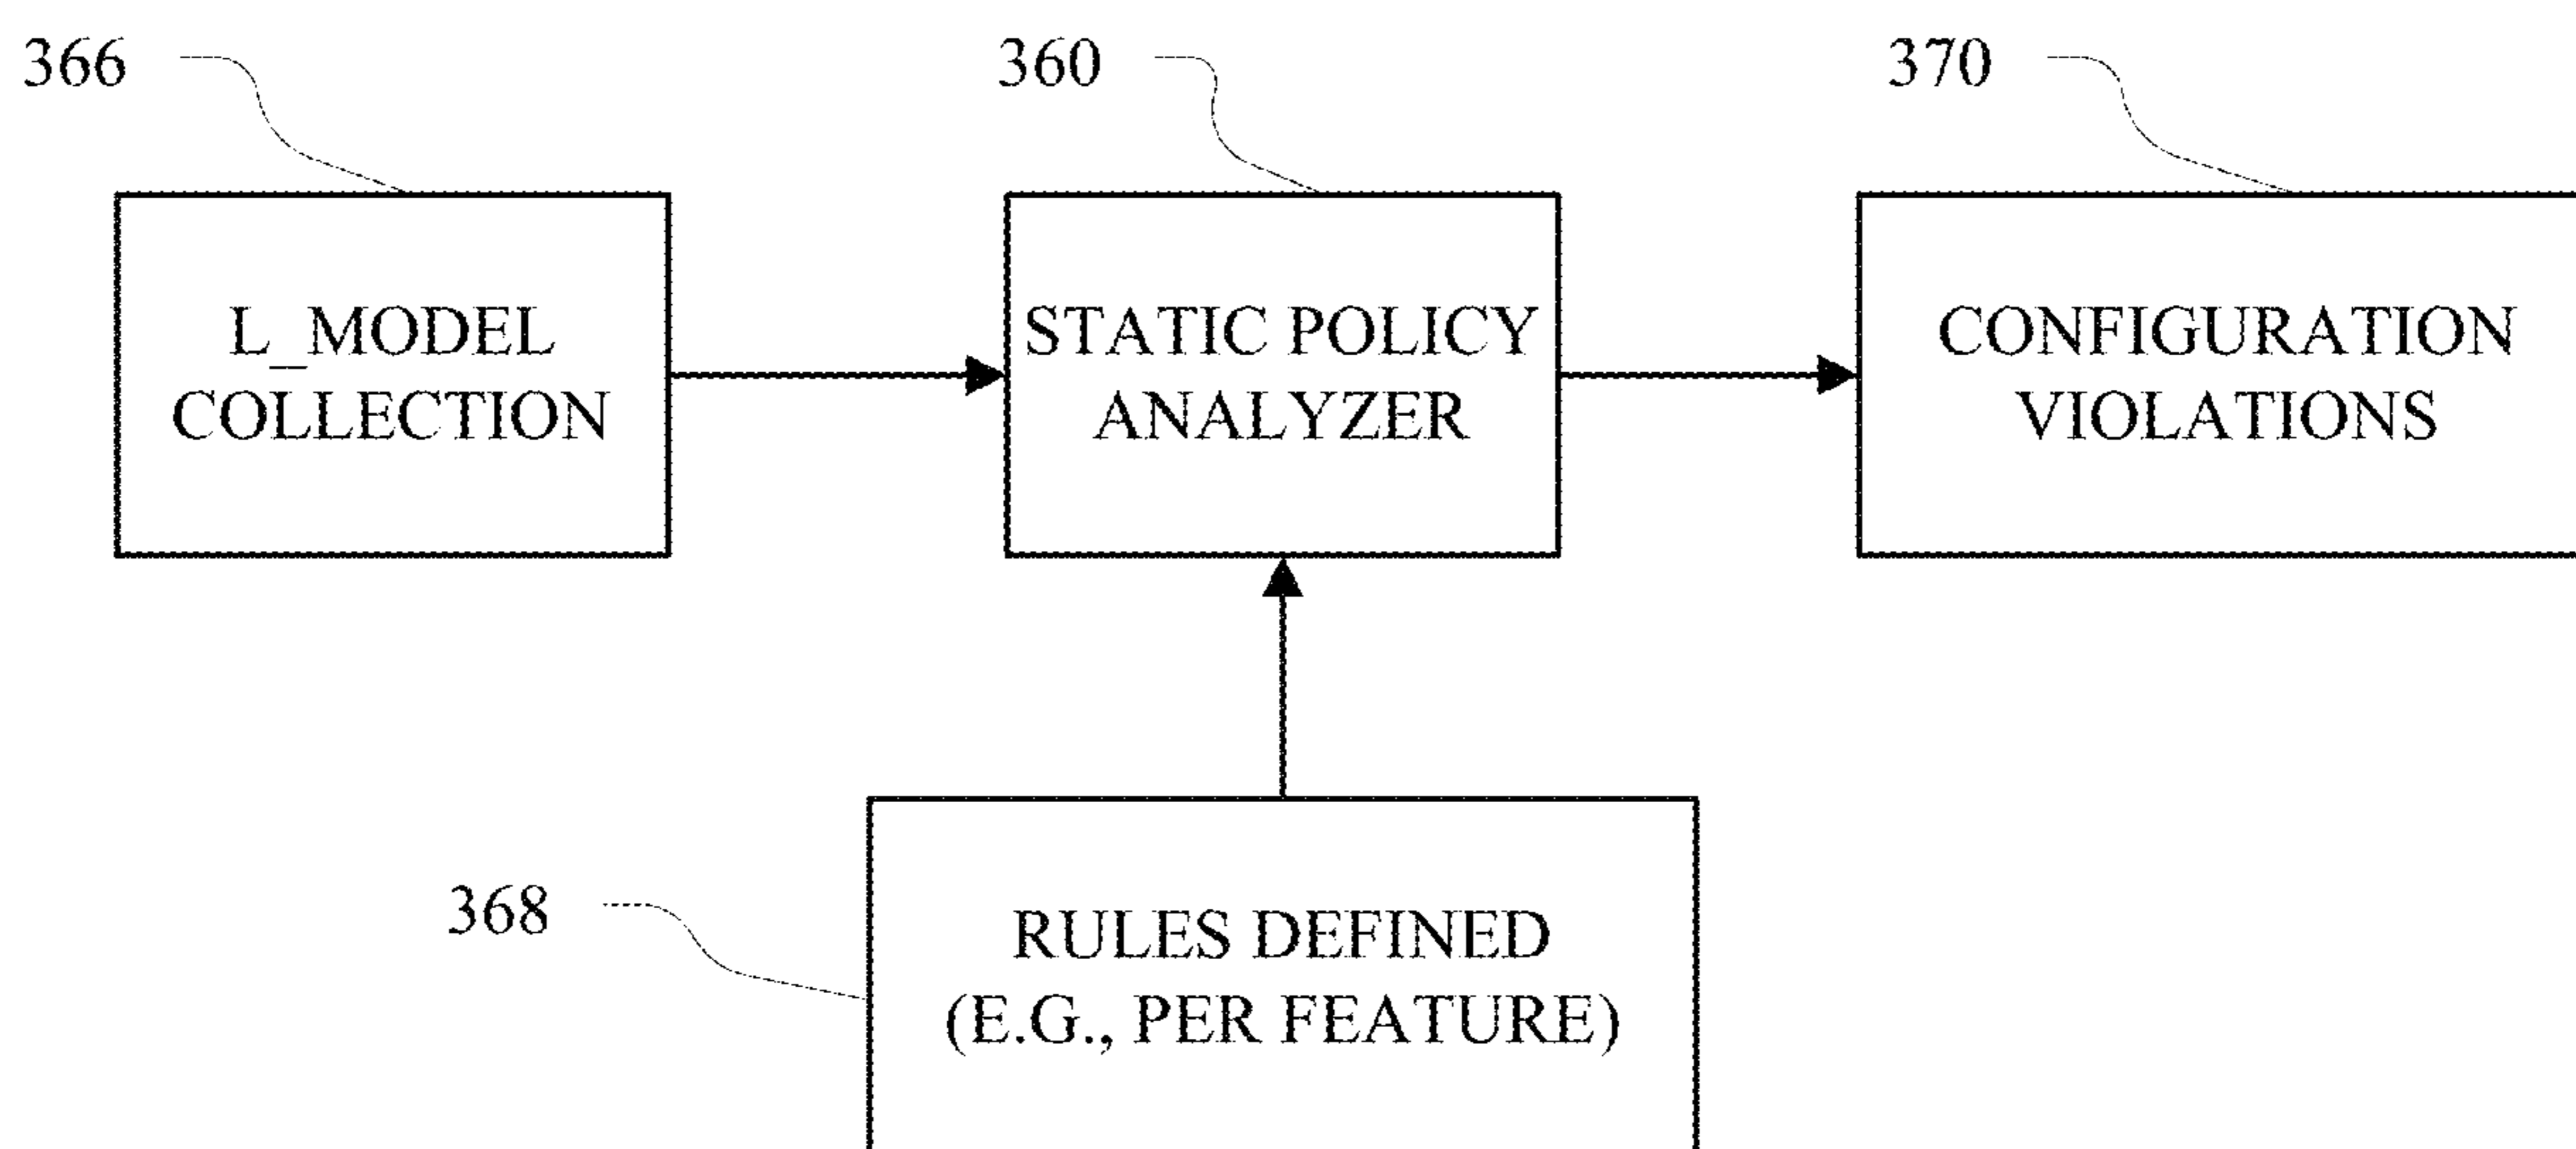 366
360
370
L_MODEL
COLLECTION
STATIC POLICY
ANALYZER
CONFIGURATION
VIOLATIONS
368
RULES DEFINED
(E.G., PER FEATURE)